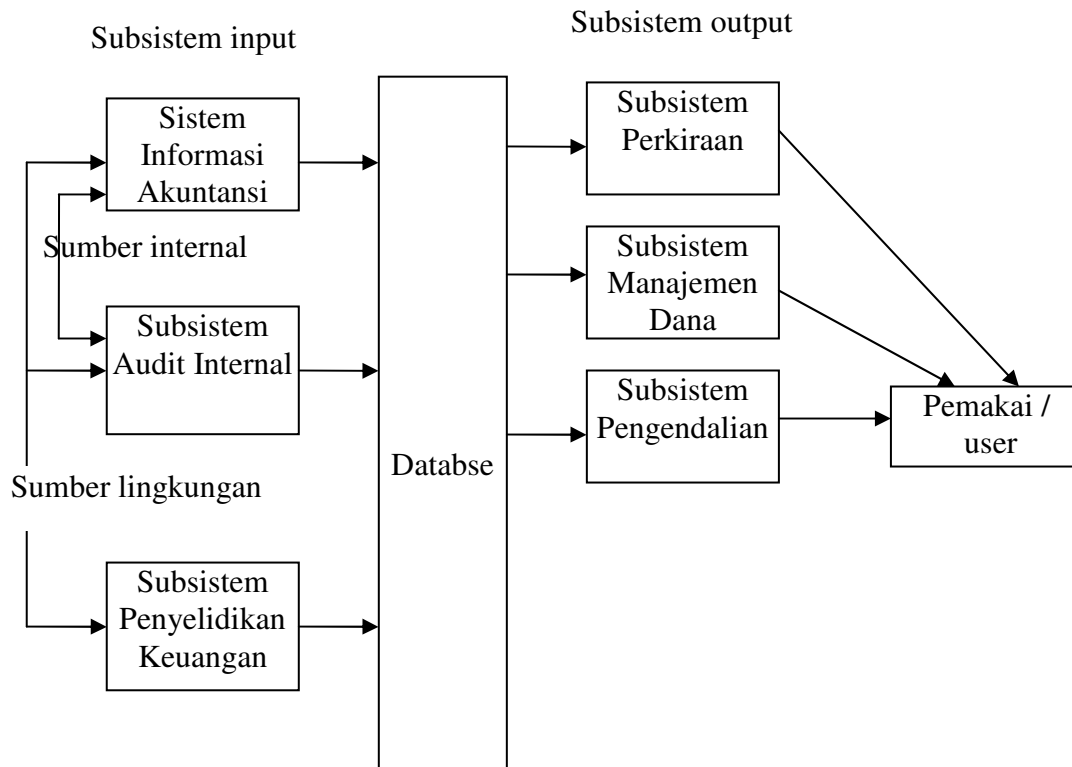 Subsistem input
Subsistem output
Sistem
Informasi
Akuntansi
Sumber internal
Subsistem
Audit Internal
Sumber lingkungan
Subsistem
Penyelidikan
Keuangan
Databse
Subsistem
Perkiraan
Subsistem
Manajemen
Dana
Subsistem
Pengendalian
Pemakai /
user